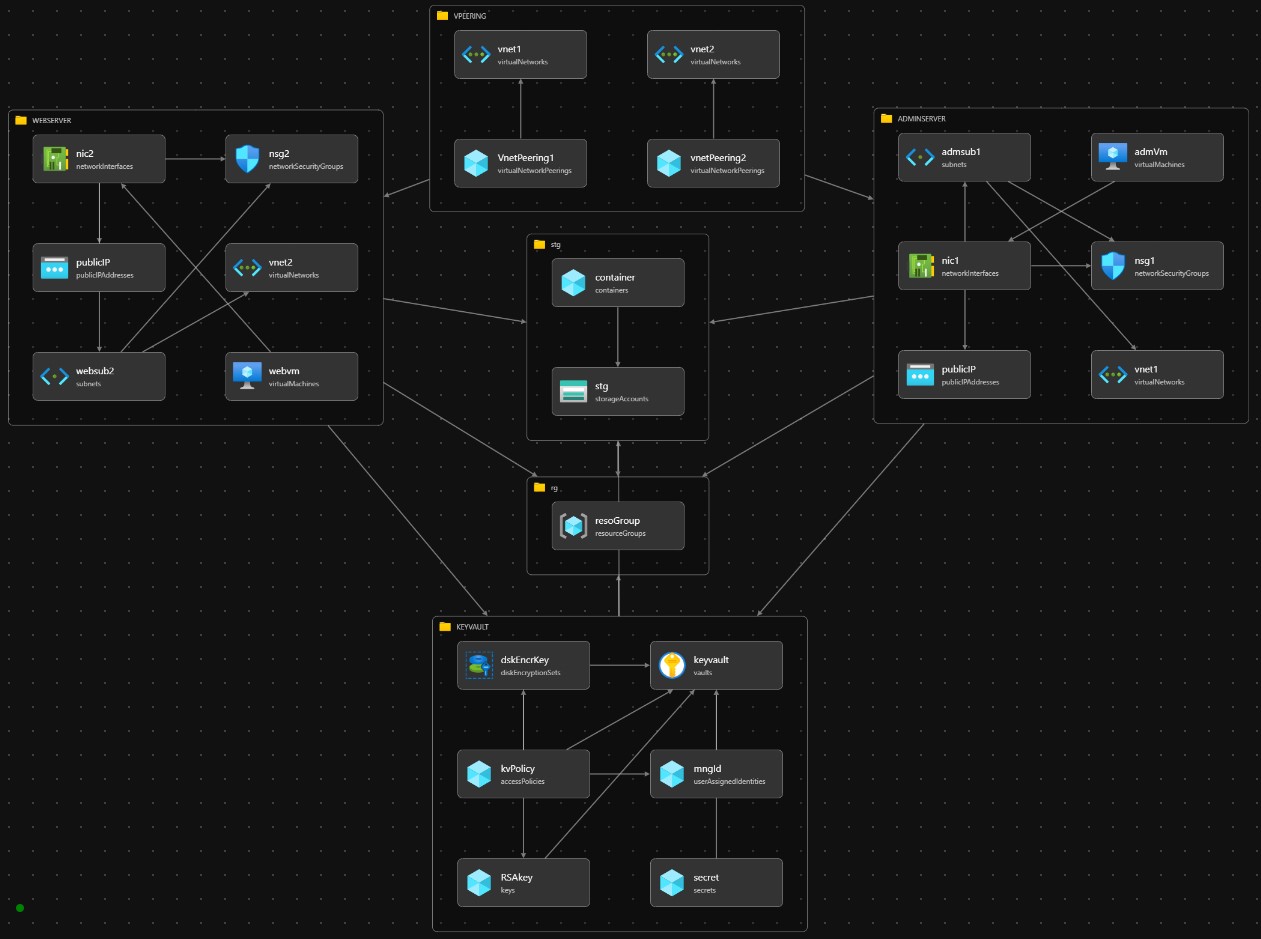 VPEERING
vnet1
virtualNetworks
vnet2
virtualNetworks
VnetPeering1
virtualNetworkPeerings
vnetPeering2
virtualNetworkPeerings
WEBSERVER
nic2
networkInterfaces
nsg2
networkSecurityGroups
publicIP
publicIPAddresses
vnet2
virtualNetworks
websub2
subnets
webvm
virtualMachines
ADMINSERVER
admsub1
subnets
admVm
virtualMachines
nic1
networkInterfaces
nsg1
networkSecurityGroups
publicIP
publicIPAddresses
vnet1
virtualNetworks
stg
container
containers
stg
storageAccounts
rg
resoGroup
resourceGroups
KEYVAULT
dskEncrKey
diskEncryptionSets
keyvault
vaults
kvPolicy
accessPolicies
mngId
userAssignedIdentities
RSAkey
keys
secret
secrets